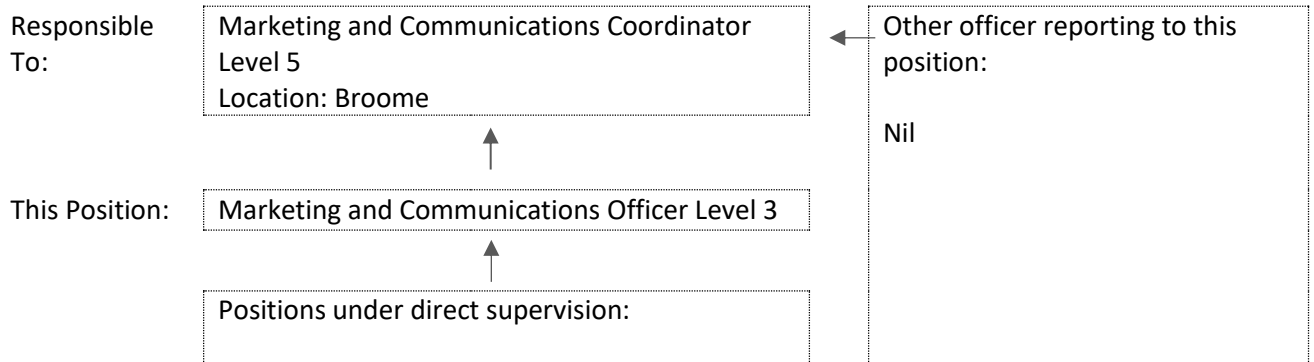 Responsible
To:
Marketing and Communications Coordinator
Level 5
Location: Broome
Other officer reporting to this
position:
Nil
This Position:
Marketing and Communications Officer Level 3
Positions under direct supervision: